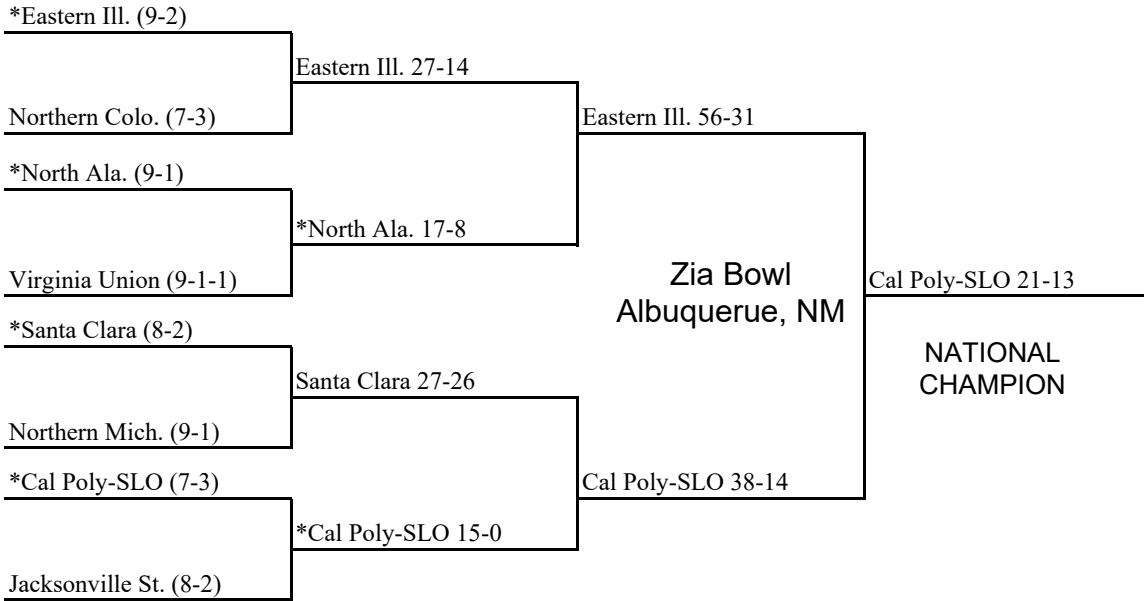 *Eastern Ill. (9-2)
Eastern Ill. 27-14
Northern Colo. (7-3)
Eastern Ill. 56-31
*North Ala. (9-1)
*North Ala. 17-8
Virginia Union (9-1-1)
Zia Bowl
Albuquerue, NM
Cal Poly-SLO 21-13
NATIONAL
CHAMPION
*Santa Clara (8-2)
Santa Clara 27-26
Northern Mich. (9-1)
*Cal Poly-SLO (7-3)
Cal Poly-SLO 38-14
*Cal Poly-SLO 15-0
Jacksonville St. (8-2)